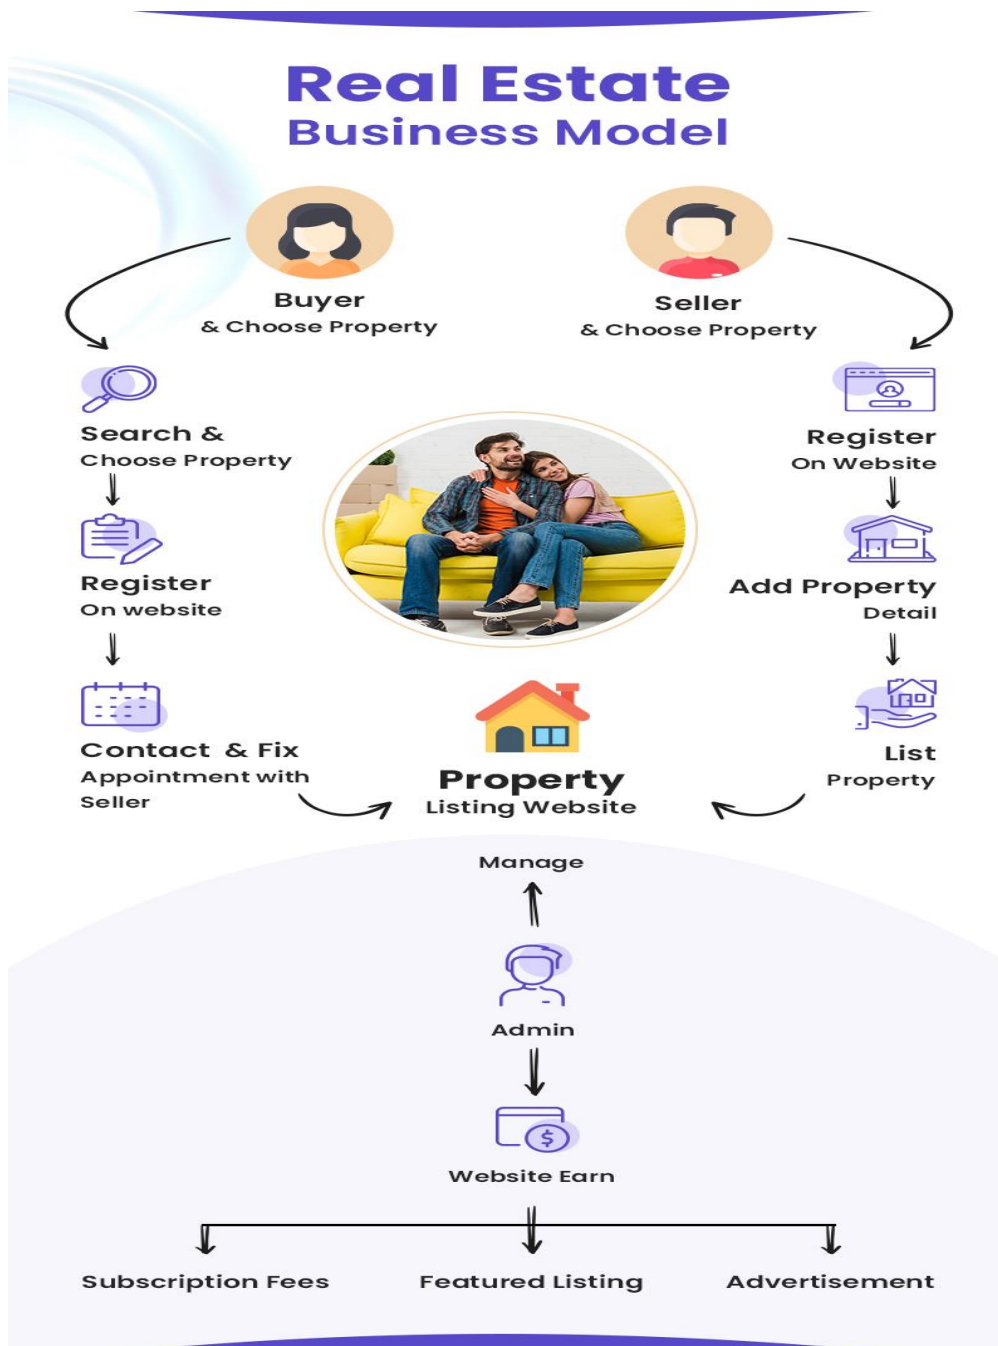 Real Estate
Business Model
Buyer
& Choose Property
Seller
& Choose Property
Search &
Choose Property
Register
On website
Contact & Fix
Appointment with
Seller
Register
On Website
Add Property
Detail
List
Property
Property
Listing Website
Manage
Admin
$
Website Earn
Subscription Fees
Featured Listing
Advertisement